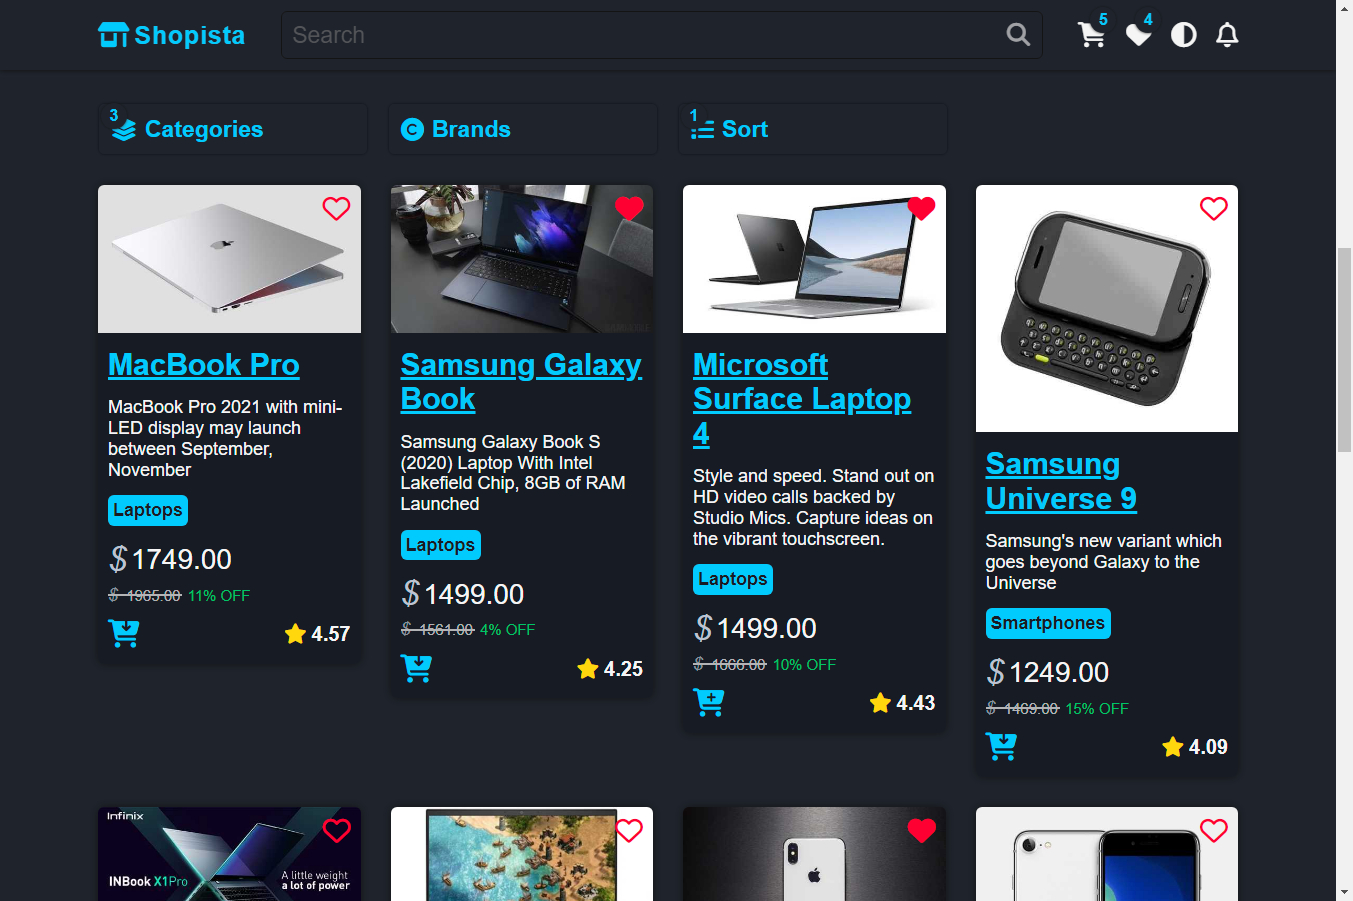 Shopista
Search
5
4
3
Categories
Brands
1
Sort
MacBook Pro
MacBook Pro 2021 with mini-
LED display may launch
between September,
November
Laptops
$1749.00
$ 1965.00 11% OFF
4.57
Samsung Galaxy
Book
Samsung Galaxy Book S
(2020) Laptop With Intel
Lakefield Chip, 8GB of RAM
Launched
Laptops
$1499.00
$ 1561.00 4% OFF
4.25
Microsoft
Surface Laptop
4
Style and speed. Stand out on
HD video calls backed by
Studio Mics. Capture ideas on
the vibrant touchscreen.
Laptops
$1499.00
$ 1666.00 10% OFF
4.43
Samsung
Universe 9
Samsung's new variant which
goes beyond Galaxy to the
Universe
Smartphones
$1249.00
$ 1469.00 15% OFF
4.09
Infinix
INBook X1Pro
A little weight
a lot of power